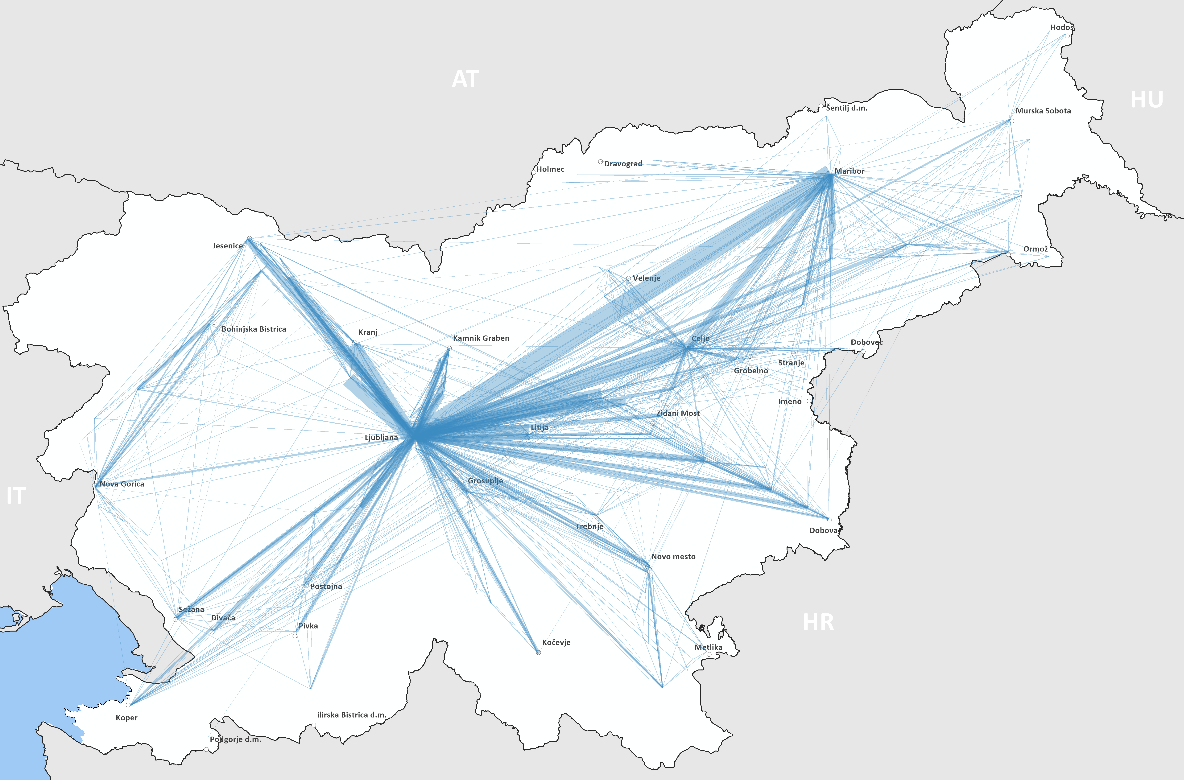 Hodoš
AT
HU
Šentilj d.m.
Murska Sobota
Holmec
Dravograd
Maribor
Jesenice
Ormož
Velenje
Bohinjska Bistrica
Kranj
Kamnik Graben
Celje
Dobovec
Stranje
Grobelno
Imeno
Zidani Most
Litija
Ljubljana
Grosuplje
Nova Gorica
IT
Trebnje
Dobova
Novo mesto
Postojna
Sežana
Divača
Pivka
HR
Kočevje
Metlika
Koper
Ilirska Bistrica d.m.
Podgorje d.m.